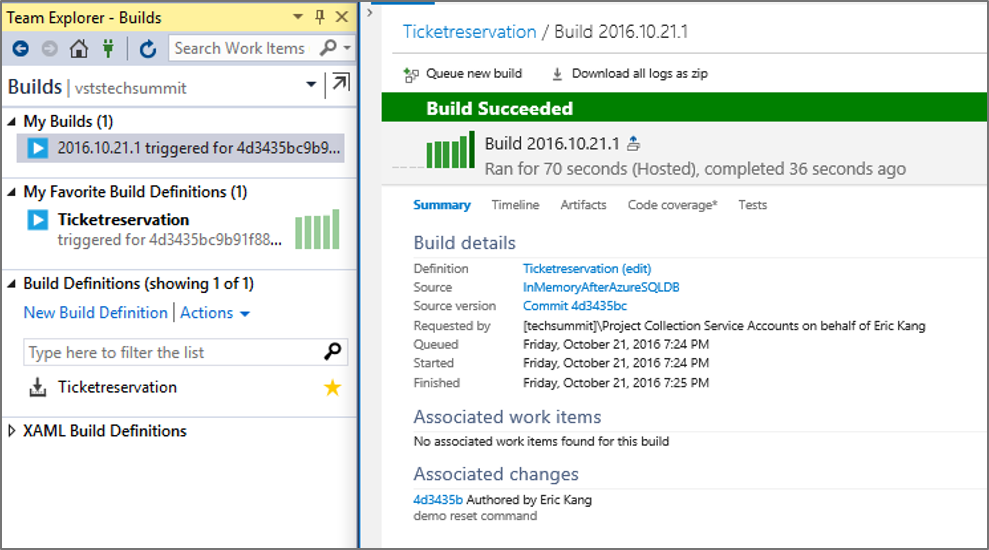 Team Explorer - Builds
Search Work Items
Builds | vststechsummit
My Builds (1)
2016.10.21.1 triggered for 4d3435bc9b9...
My Favorite Build Definitions (1)
Ticketreservation
triggered for 4d3435bc9b91f88...
Build Definitions (showing 1 of 1)
New Build Definition | Actions
Type here to filter the list
Ticketreservation
XAML Build Definitions
Ticketreservation / Build 2016.10.21.1
Queue new build Download all logs as zip
Build Succeeded
Build 2016.10.21.1
Ran for 70 seconds (Hosted), completed 36 seconds ago
Summary Timeline Artifacts Code coverage* Tests
Build details
Definition Ticketreservation (edit)
Source InMemoryAfterAzureSQLDB
Source version Commit 4d3435bc
Requested by [techsummit]\Project Collection Service Accounts on behalf of Eric Kang
Queued Friday, October 21, 2016 7:24 PM
Started Friday, October 21, 2016 7:24 PM
Finished Friday, October 21, 2016 7:25 PM
Associated work items
No associated work items found for this build
Associated changes
4d3435b Authored by Eric Kang
demo reset command